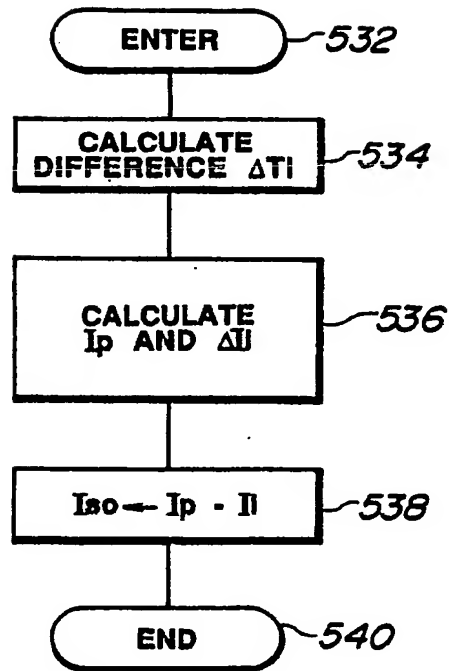 ENTER
532
CALCULATE
DIFFERENCE ΔTi
534
CALCULATE
Ip AND ΔIi
536
Iso ← Ip - Ii
538
END
540